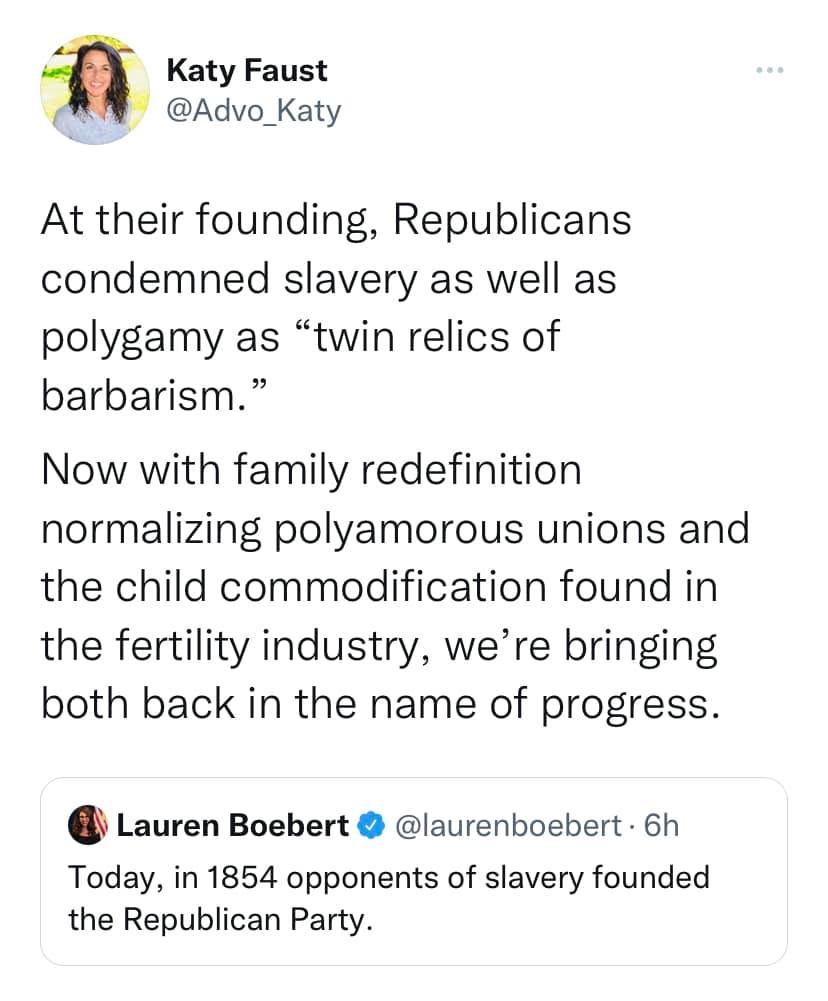 Katy Faust
@Advo_Katy
At their founding, Republicans
condemned slavery as well as
polygamy as “twin relics of
barbarism.”
Now with family redefinition
normalizing polyamorous unions and
the child commodification found in
the fertility industry, we’re bringing
both back in the name of progress.
Lauren Boebert @laurenboebert · 6h
Today, in 1854 opponents of slavery founded
the Republican Party.